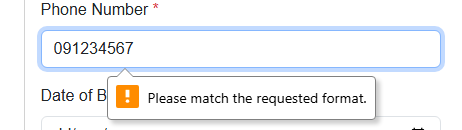 Phone Number *
091234567
Please match the requested format.
Date of B